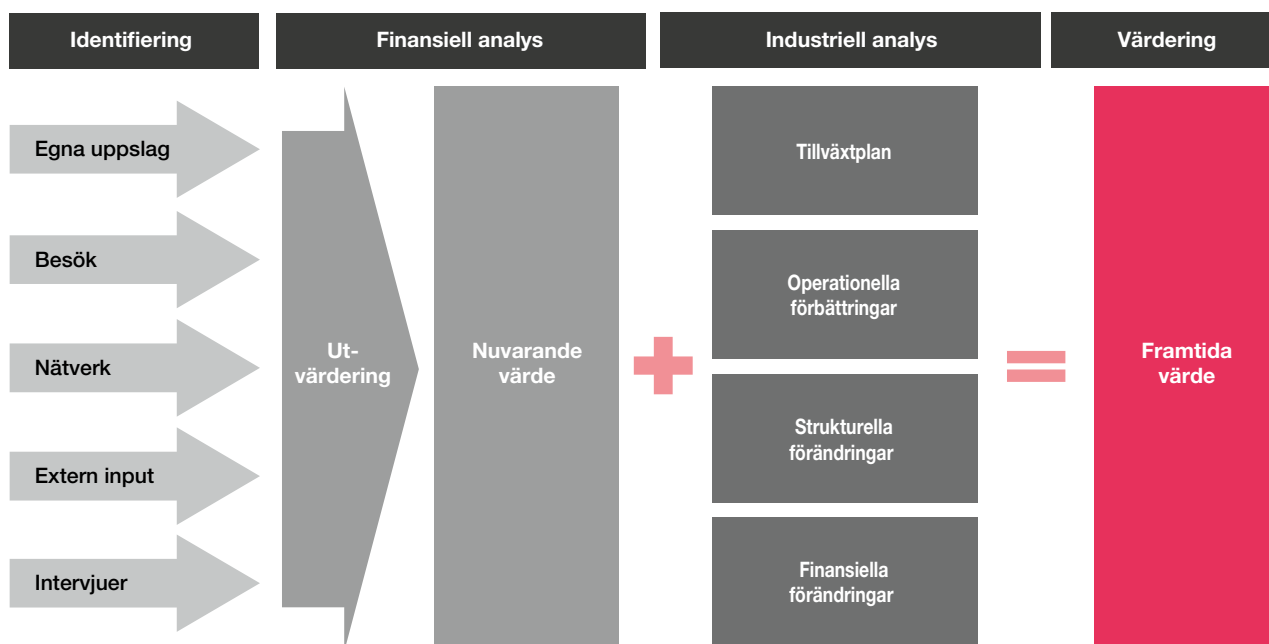 Identifiering
Finansiell analys
Industriell analys
Värdering
Egna uppslag
Besök
Nätverk
Extern input
Intervjuer
Ut-
värdering
Nuvarande
värde
Tillväxtplan
Operationella
förbättringar
Strukturella
förändringar
Finansiella
förändringar
Framtida
värde